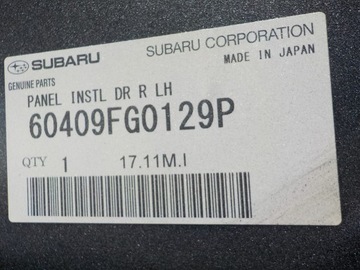 SUBARU SUBARU CORPORATION
GENUINE PARTS MADE IN JAPAN
PANEL INSTL DR R LH
60409FG0129P
QTY 1 17.11M.I